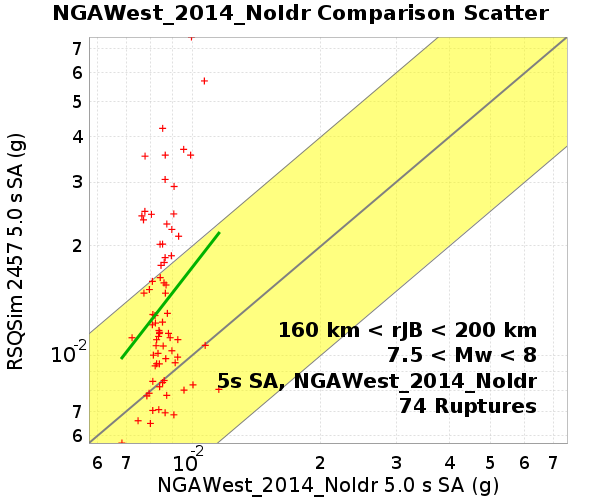 NGAWest_2014_NoIdr Comparison Scatter
RSQSim 2457 5.0 s SA (g)
7
6
5
4
3
2
10-2
7
6
160 km < rJB < 200 km
7.5 < Mw < 8
5s SA, NGAWest_2014_NoIdr
74 Ruptures
6 7 10-2 2 3 4 5 6 7
NGAWest_2014_NoIdr 5.0 s SA (g)